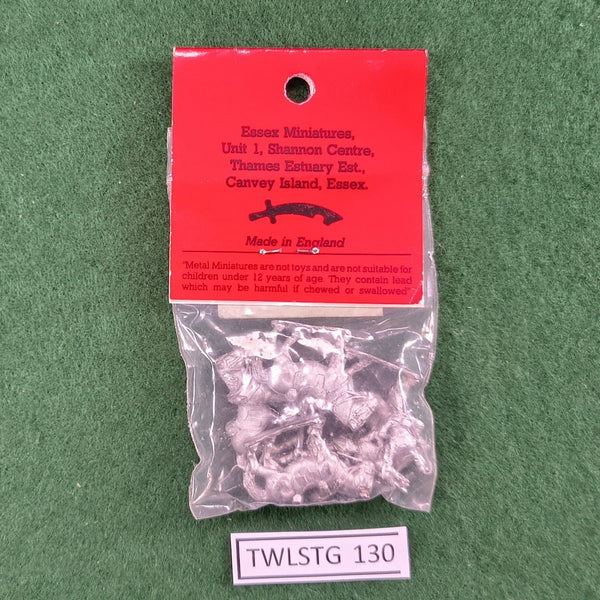 Essex Miniatures,
Unit 1, Shannon Centre,
Thames Estuary Est.,
Canvey Island, Essex.
Made in England
"Metal Miniatures are not toys and are not suitable for
children under 12 years of age. They contain lead
which may be harmful if chewed or swallowed"
TWLSTG 130